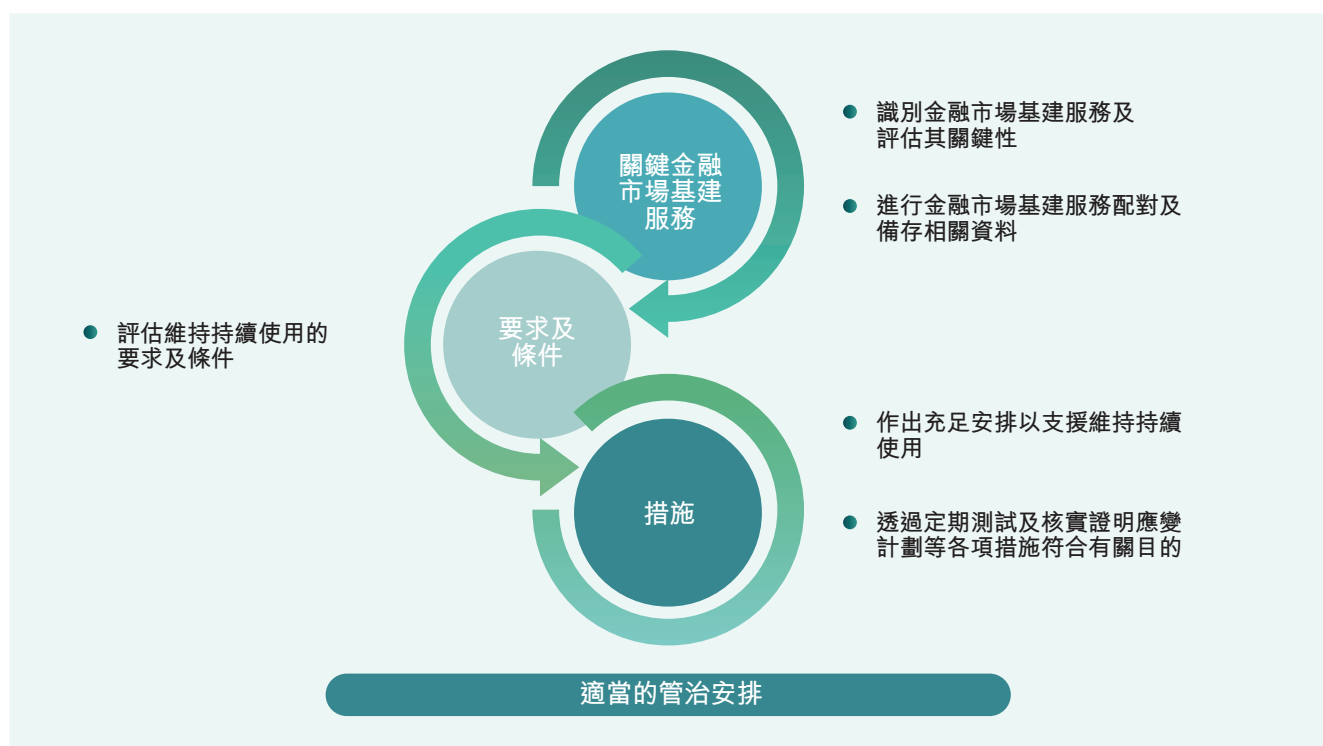 關鍵金融
市場基建
服務
識別金融市場基建服務及
評估其關鍵性
進行金融市場基建服務配對及
備存相關資料
要求及
條件
評估維持持續使用的
要求及條件
措施
作出充足安排以支援維持持續
使用
透過定期測試及核實證明應變
計劃等各項措施符合有關目的
適當的管治安排